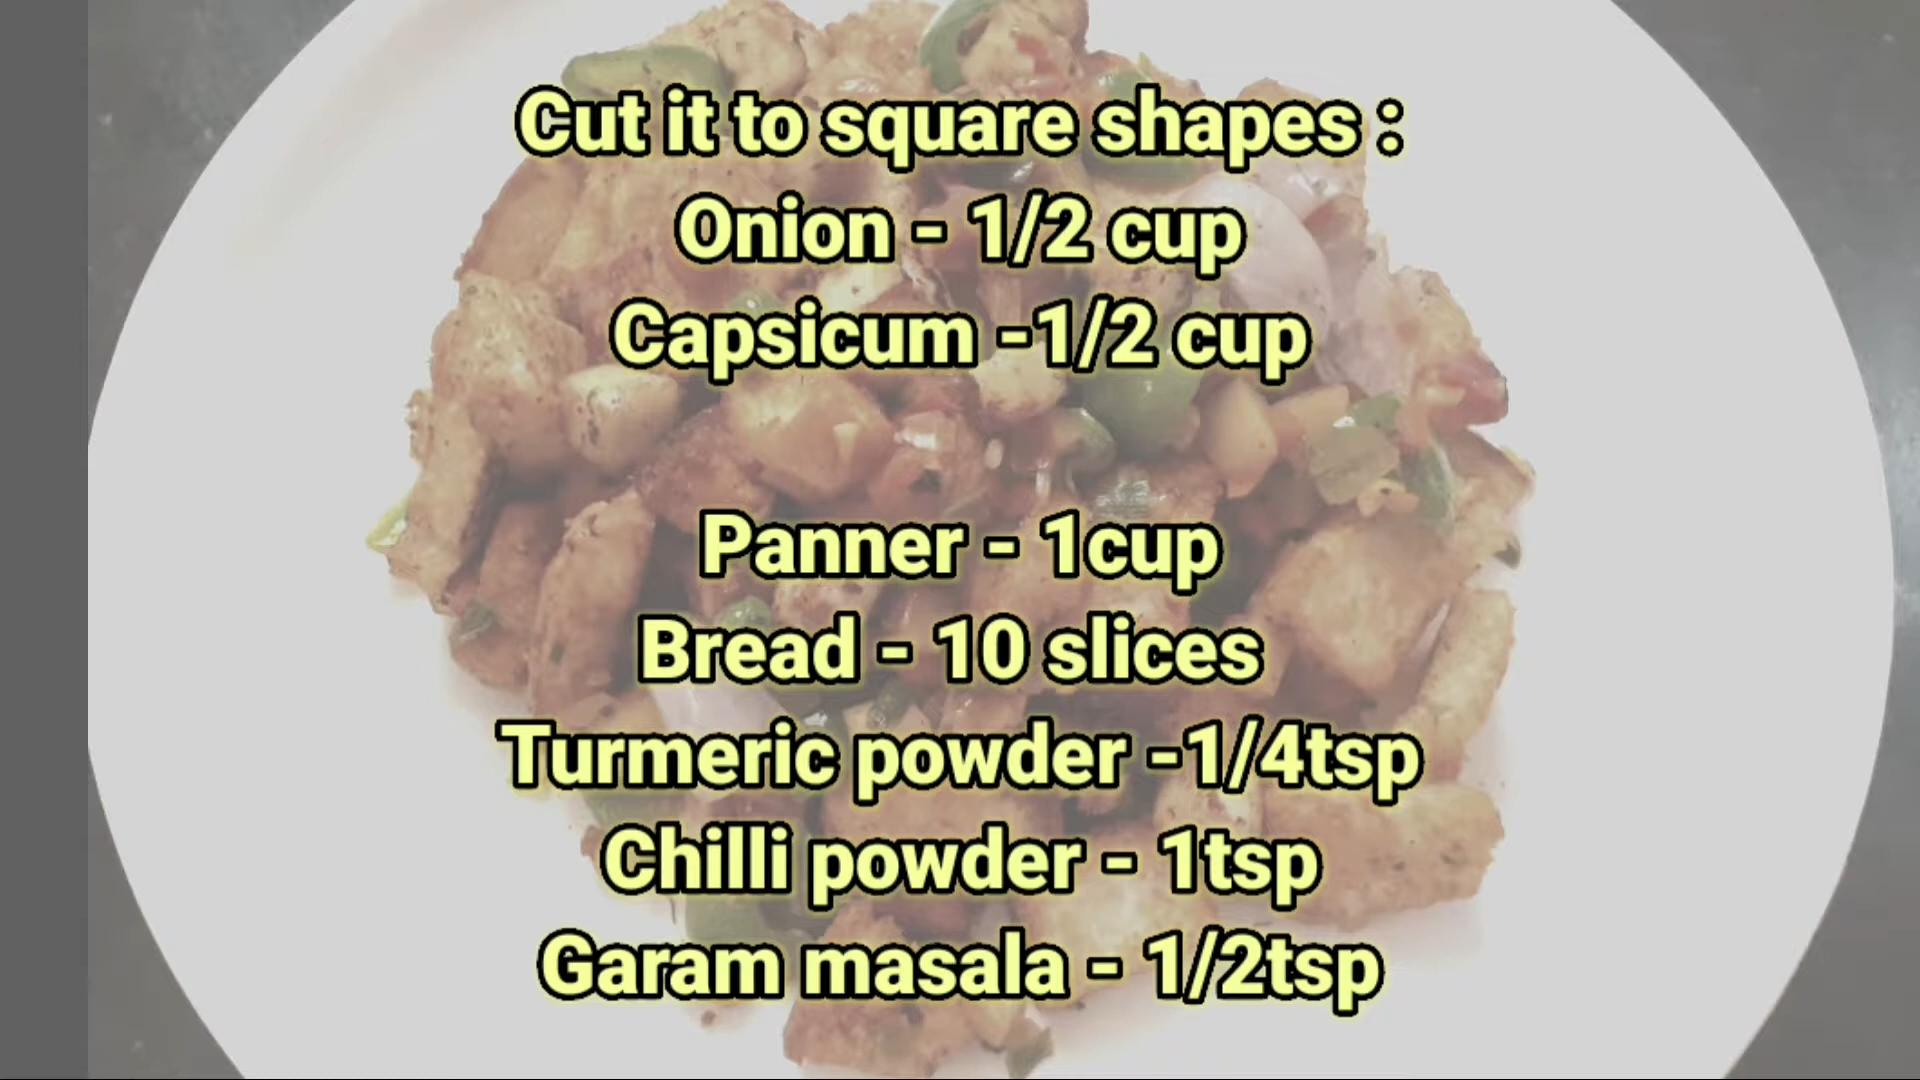 Cut it to square shapes :
Onion - 1/2 cup
Capsicum -1/2 cup
Panner - 1cup
Bread - 10 slices
Turmeric powder -1/4tsp
Chilli powder - 1tsp
Garam masala - 1/2tsp